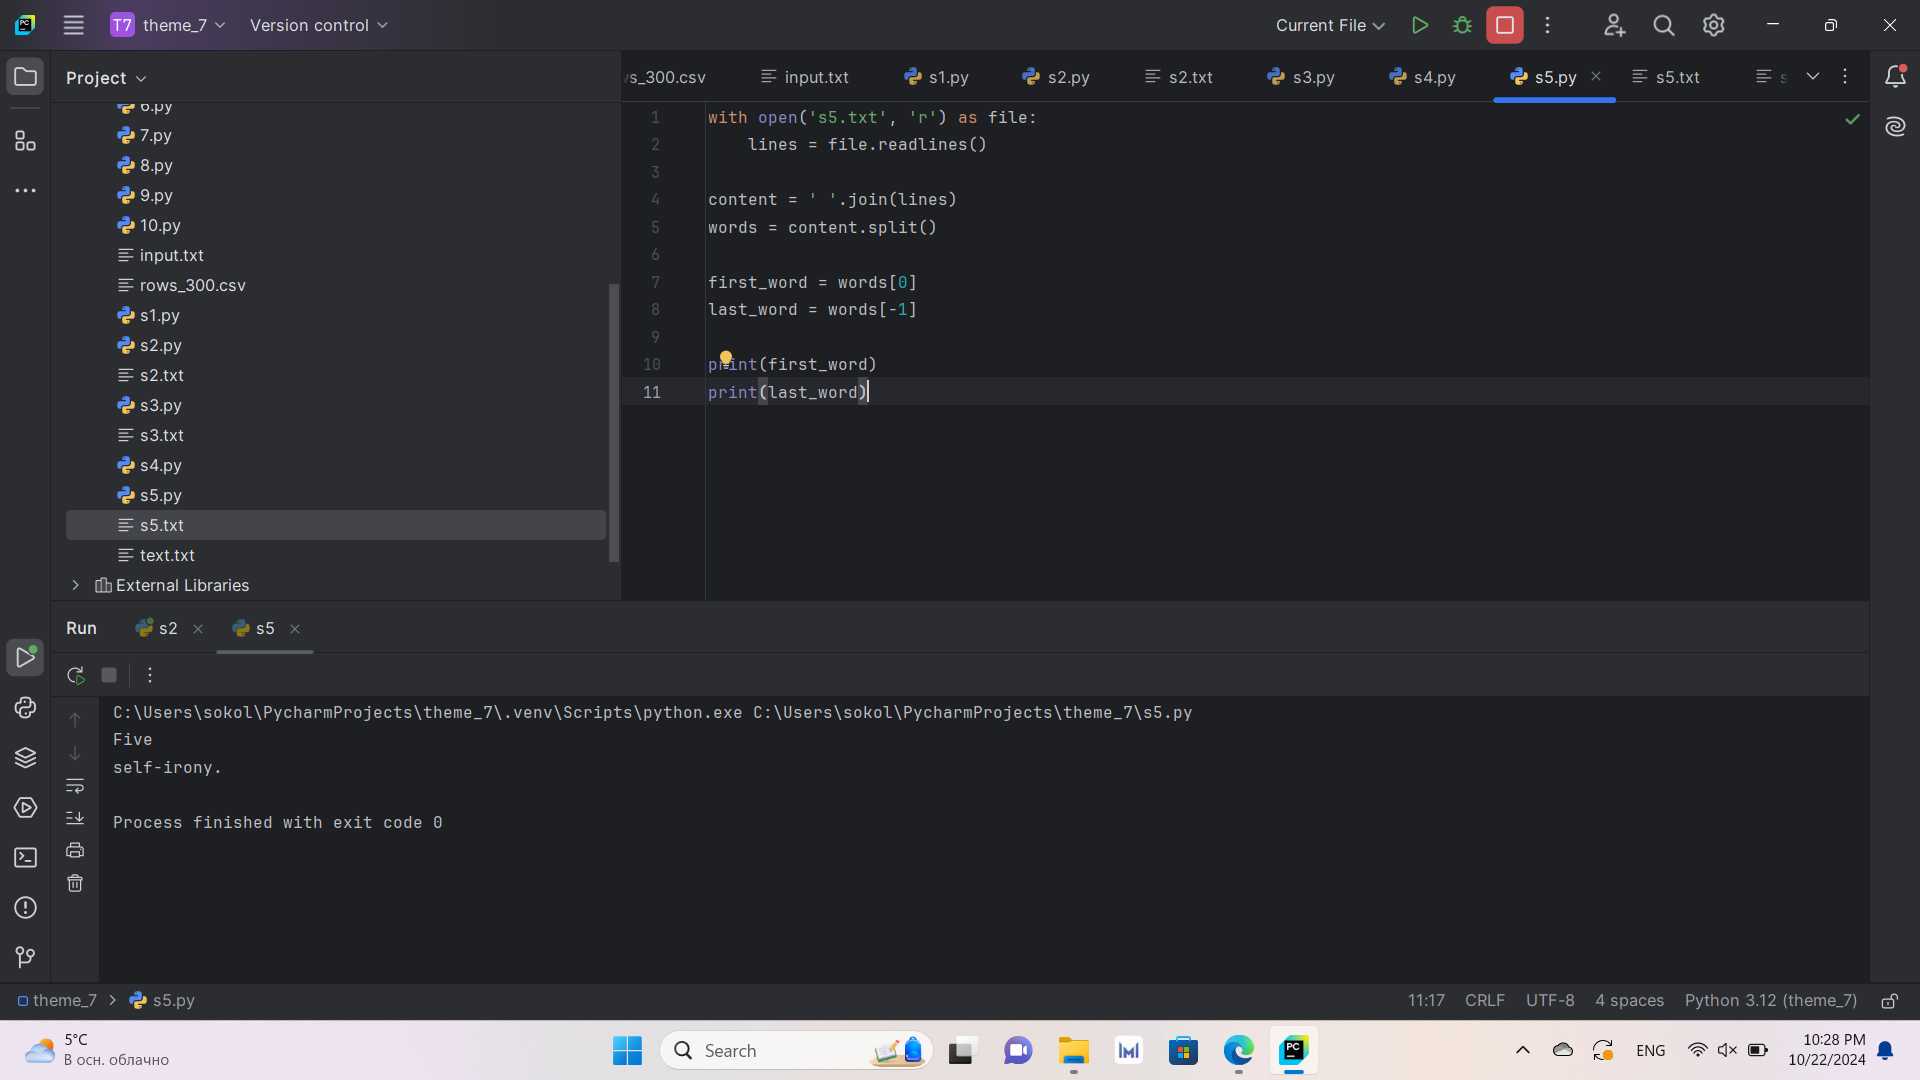 T7 theme_7 Version control Current File
Project
/s_300.csv input.txt s1.py s2.py s2.txt s3.py s4.py s5.py s5.txt s
6.py
7.py
8.py
9.py
10.py
input.txt
rows_300.csv
s1.py
s2.py
s2.txt
s3.py
s3.txt
s4.py
s5.py
s5.txt
text.txt
External Libraries
1 with open('s5.txt', 'r') as file:
2 lines = file.readlines()
3
4 content = ' '.join(lines)
5 words = content.split()
6
7 first_word = words[0]
8 last_word = words[-1]
9
10 print(first_word)
11 print(last_word)
Run s2 s5
C:\Users\sokol\PycharmProjects\theme_7\.venv\Scripts\python.exe C:\Users\sokol\PycharmProjects\theme_7\s5.py
Five
self-irony.
Process finished with exit code 0
theme_7 > s5.py 11:17 CRLF UTF-8 4 spaces Python 3.12 (theme_7)
5°C
В осн. облачно
Search
ENG
10:28 PM
10/22/2024